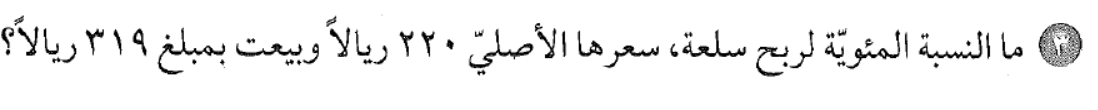 ٣ ما النسبة المئويّة لربح سلعة، سعرها الأصليّ ٢٢٠ ريالاً وبيعت بمبلغ ٣١٩ ريالاً؟